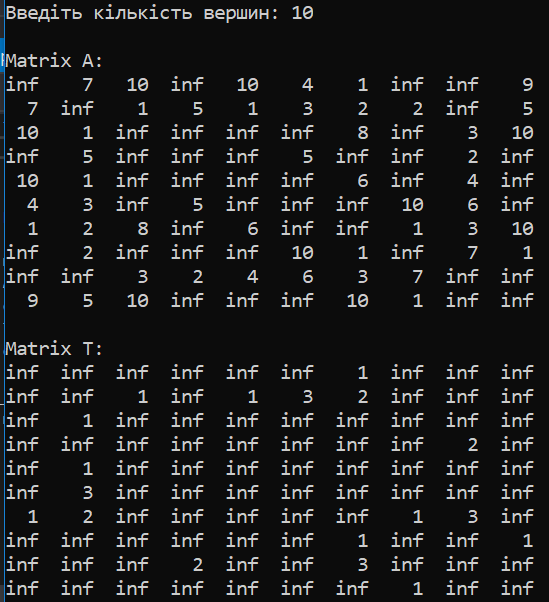 Введіть кількість вершин: 10
Matrix A:
inf 7 10 inf 10 4 1 inf inf 9
7 inf 1 5 1 3 2 2 inf 5
10 1 inf inf inf inf 8 inf 3 10
inf 5 inf inf inf 5 inf inf 2 inf
10 1 inf inf inf inf 6 inf 4 inf
4 3 inf 5 inf inf inf 10 6 inf
1 2 8 inf 6 inf inf 1 3 10
inf 2 inf inf inf 10 1 inf 7 1
inf inf 3 2 4 6 3 7 inf inf
9 5 10 inf inf inf 10 1 inf inf
Matrix T:
inf inf inf inf inf inf 1 inf inf inf
inf inf 1 inf 1 3 2 inf inf inf
inf 1 inf inf inf inf inf inf inf inf
inf inf inf inf inf inf inf inf 2 inf
inf 1 inf inf inf inf inf inf inf inf
inf 3 inf inf inf inf inf inf inf inf
1 2 inf inf inf inf inf 1 3 inf
inf inf inf inf inf inf 1 inf inf 1
inf inf inf 2 inf inf 3 inf inf inf
inf inf inf inf inf inf inf 1 inf inf